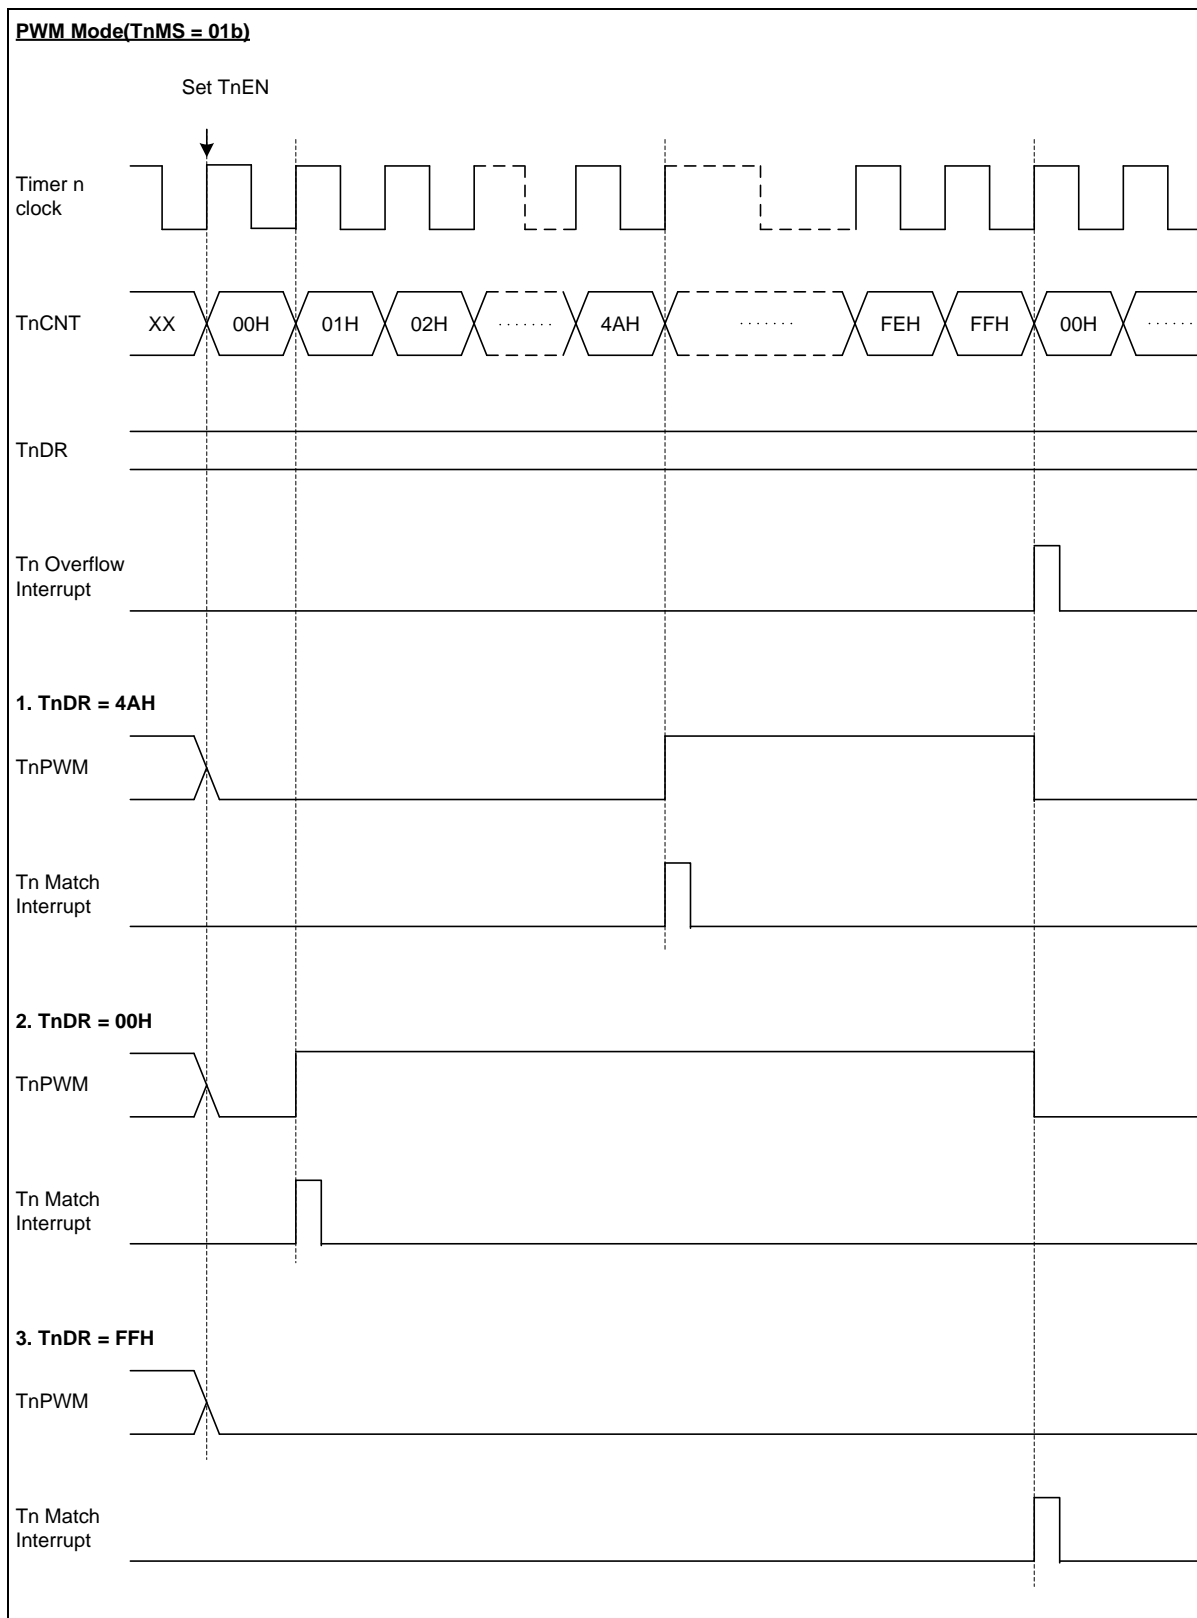 PWM Mode(TnMS = 01b)
Set TnEN
Timer n
clock
TnCNT XX 00H 01H 02H ······· 4AH ······· FEH FFH 00H ······
TnDR
Tn Overflow
Interrupt
1. TnDR = 4AH
TnPWM
Tn Match
Interrupt
2. TnDR = 00H
TnPWM
Tn Match
Interrupt
3. TnDR = FFH
TnPWM
Tn Match
Interrupt